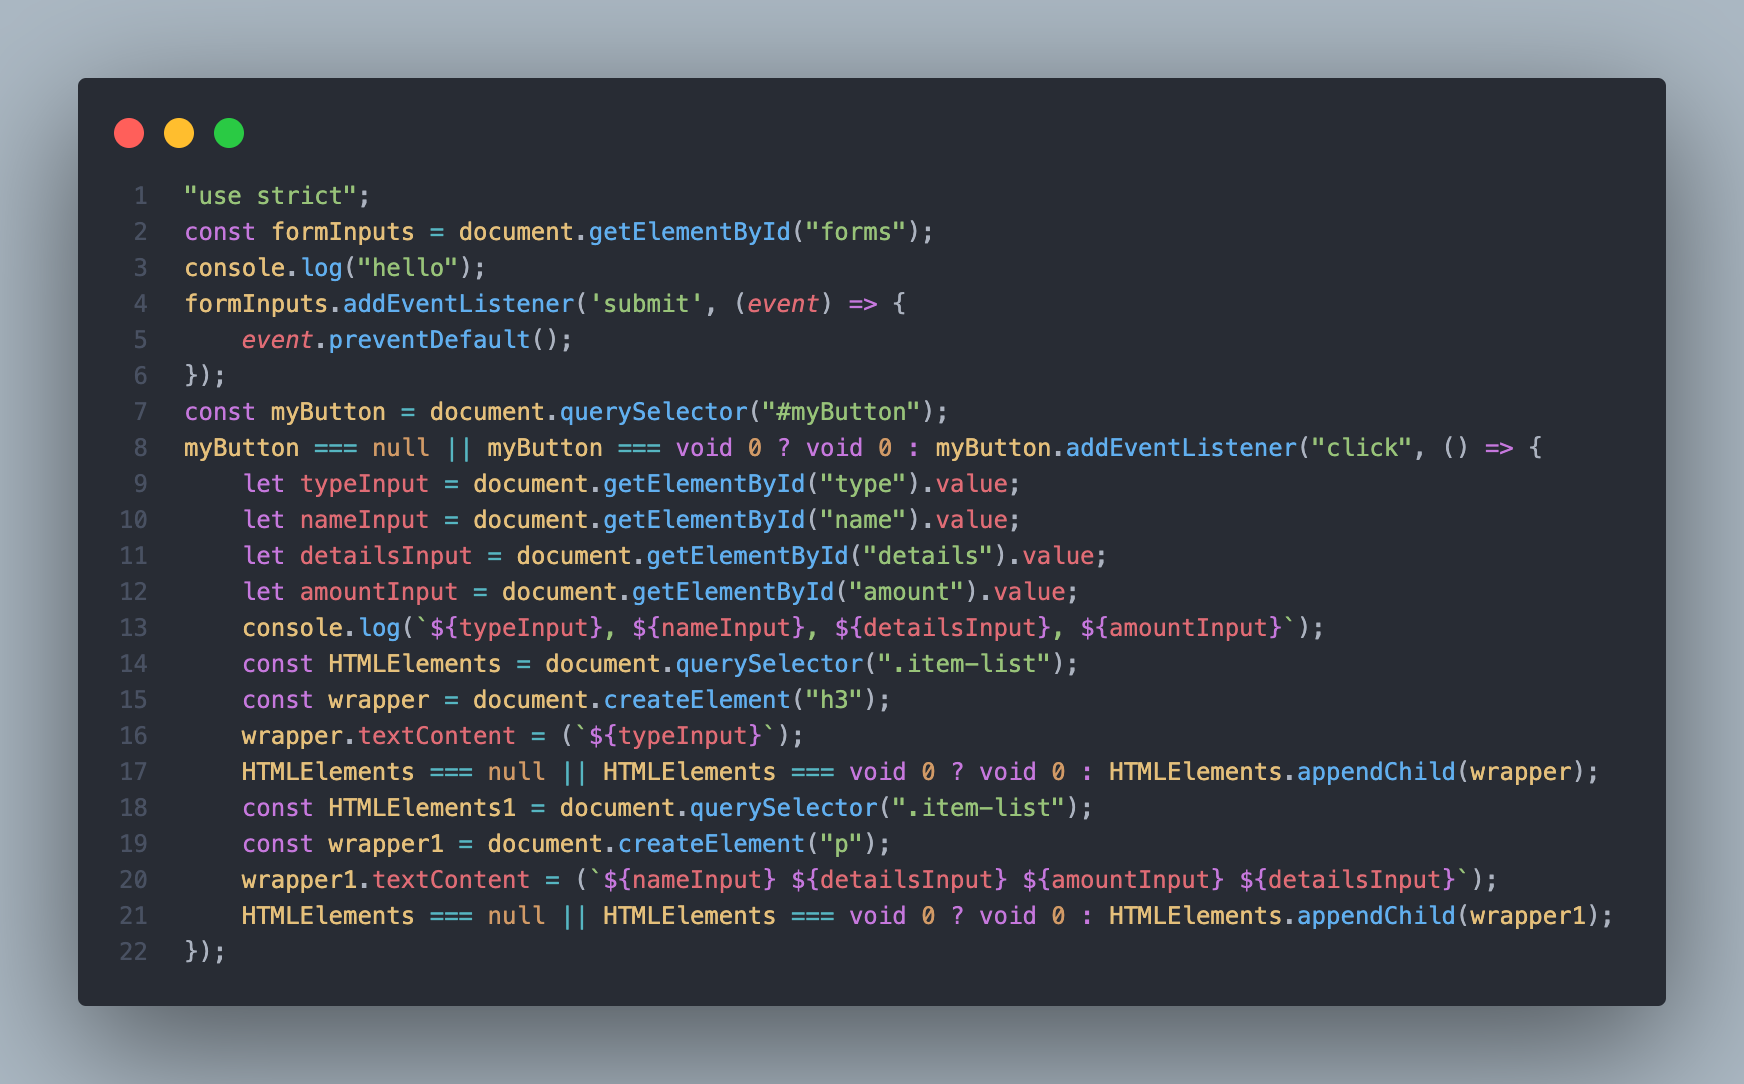 1 "use strict";
2 const formInputs = document.getElementById("forms");
3 console.log("hello");
4 formInputs.addEventListener('submit', (event) => {
5     event.preventDefault();
6 });
7 const myButton = document.querySelector("#myButton");
8 myButton === null || myButton === void 0 ? void 0 : myButton.addEventListener("click", () => {
9     let typeInput = document.getElementById("type").value;
10     let nameInput = document.getElementById("name").value;
11     let detailsInput = document.getElementById("details").value;
12     let amountInput = document.getElementById("amount").value;
13     console.log(`${typeInput}, ${nameInput}, ${detailsInput}, ${amountInput}`);
14     const HTMLElements = document.querySelector(".item-list");
15     const wrapper = document.createElement("h3");
16     wrapper.textContent = (`${typeInput}`);
17     HTMLElements === null || HTMLElements === void 0 ? void 0 : HTMLElements.appendChild(wrapper);
18     const HTMLElements1 = document.querySelector(".item-list");
19     const wrapper1 = document.createElement("p");
20     wrapper1.textContent = (`${nameInput} ${detailsInput} ${amountInput} ${detailsInput}`);
21     HTMLElements === null || HTMLElements === void 0 ? void 0 : HTMLElements.appendChild(wrapper1);
22 });